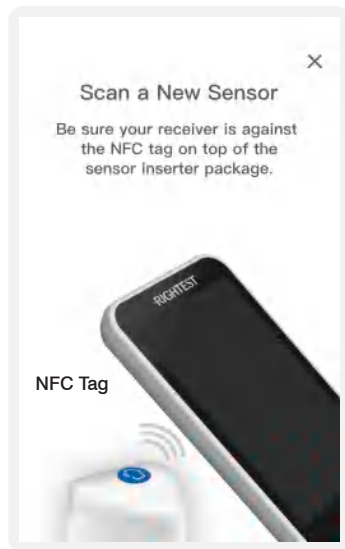 Scan a New Sensor
Be sure your receiver is against
the NFC tag on top of the
sensor inserter package.
RIGHTEST
NFC Tag